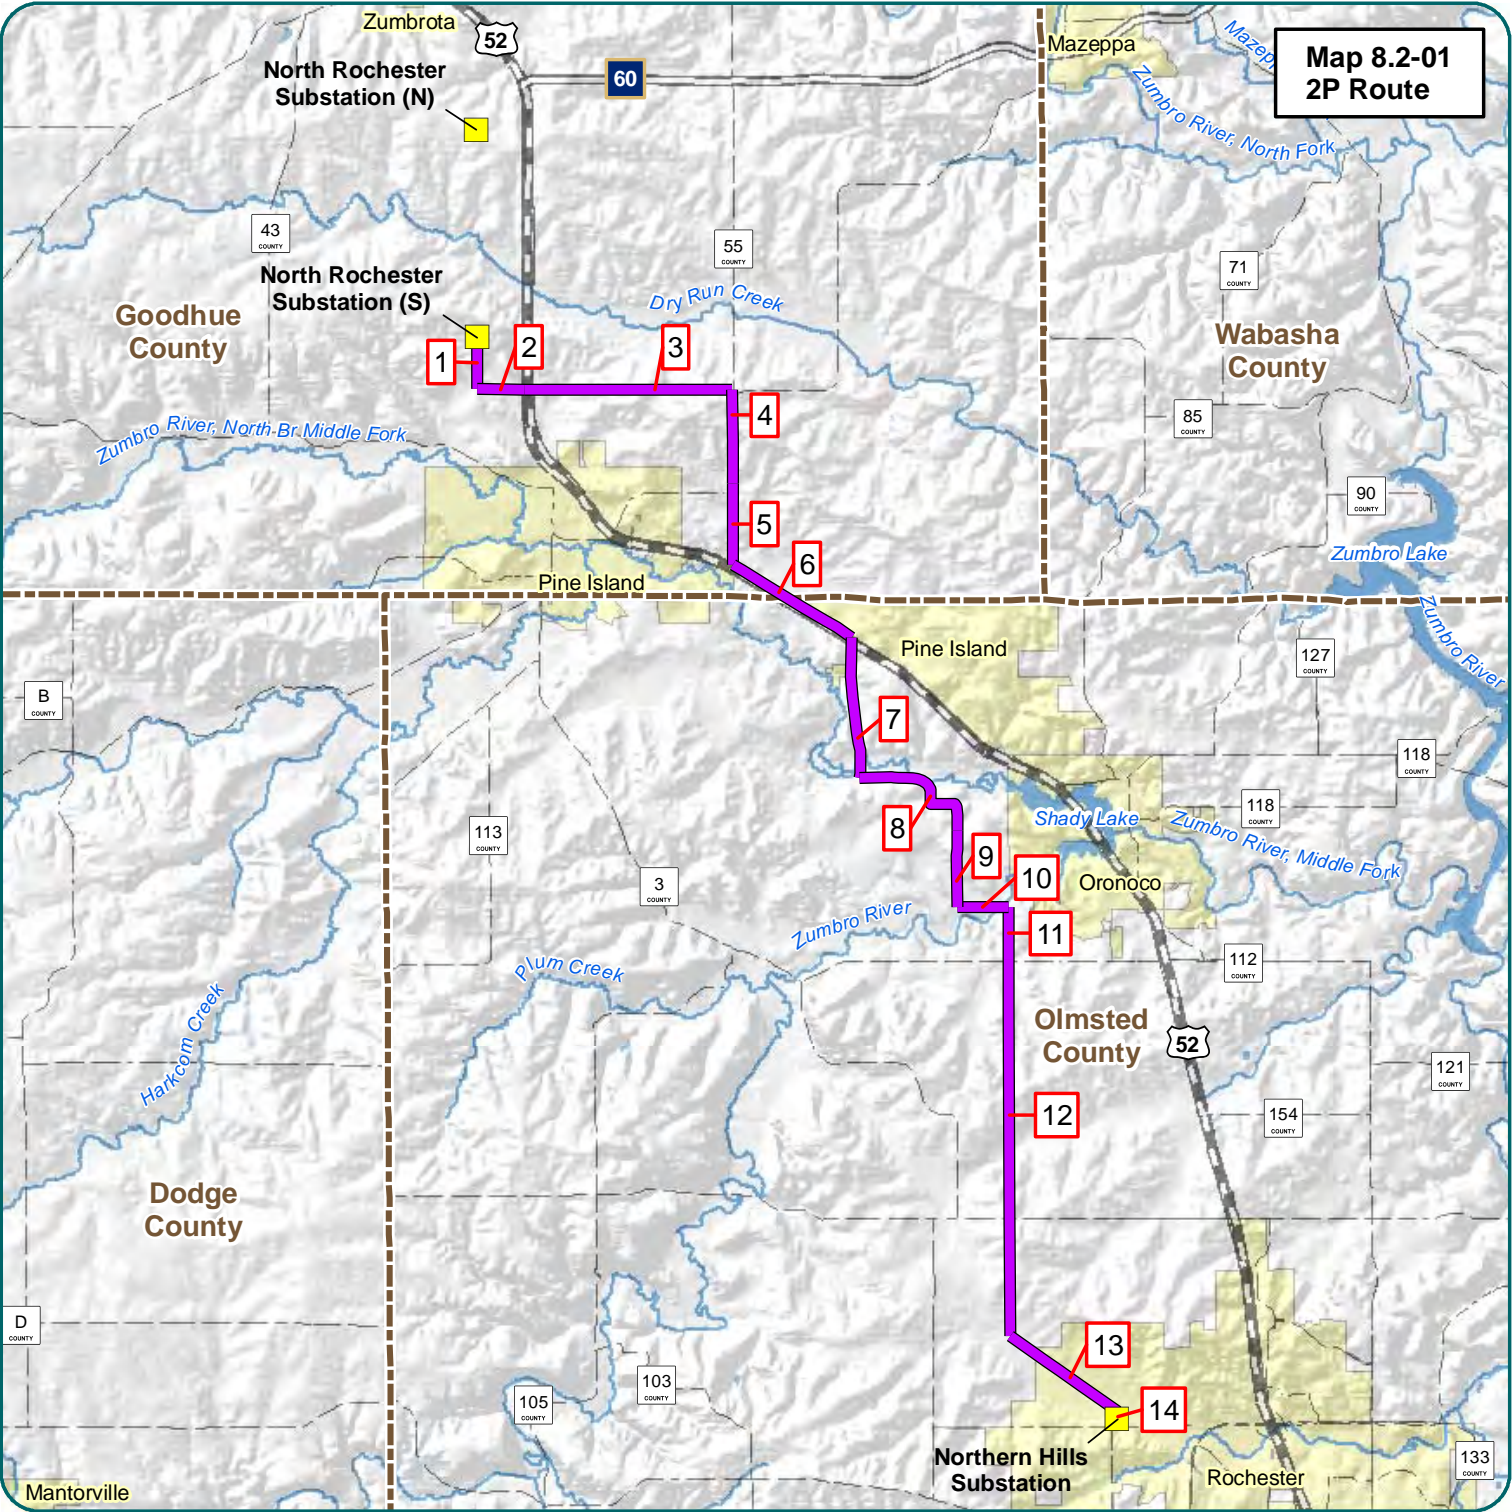 Zumbrota
52
60
Mazeppa
Map 8.2-01
2P Route
North Rochester
Substation (N)
Zumbro River, North Fork
43
COUNTY
55
COUNTY
71
COUNTY
North Rochester
Substation (S)
Dry Run Creek
Goodhue
County
Wabasha
County
1
2
3
4
85
COUNTY
Zumbro River, North Br Middle Fork
90
COUNTY
5
Zumbro Lake
6
Pine Island
Zumbro River
Pine Island
127
COUNTY
B
COUNTY
7
118
COUNTY
118
COUNTY
Shady Lake
8
113
COUNTY
Zumbro River, Middle Fork
9
10
Oronoco
3
COUNTY
Zumbro River
11
Plum Creek
112
COUNTY
Harkcom Creek
Olmsted
County
52
121
COUNTY
12
154
COUNTY
Dodge
County
D
COUNTY
13
103
COUNTY
105
COUNTY
14
Northern Hills
Substation
Rochester
133
COUNTY
Mantorville